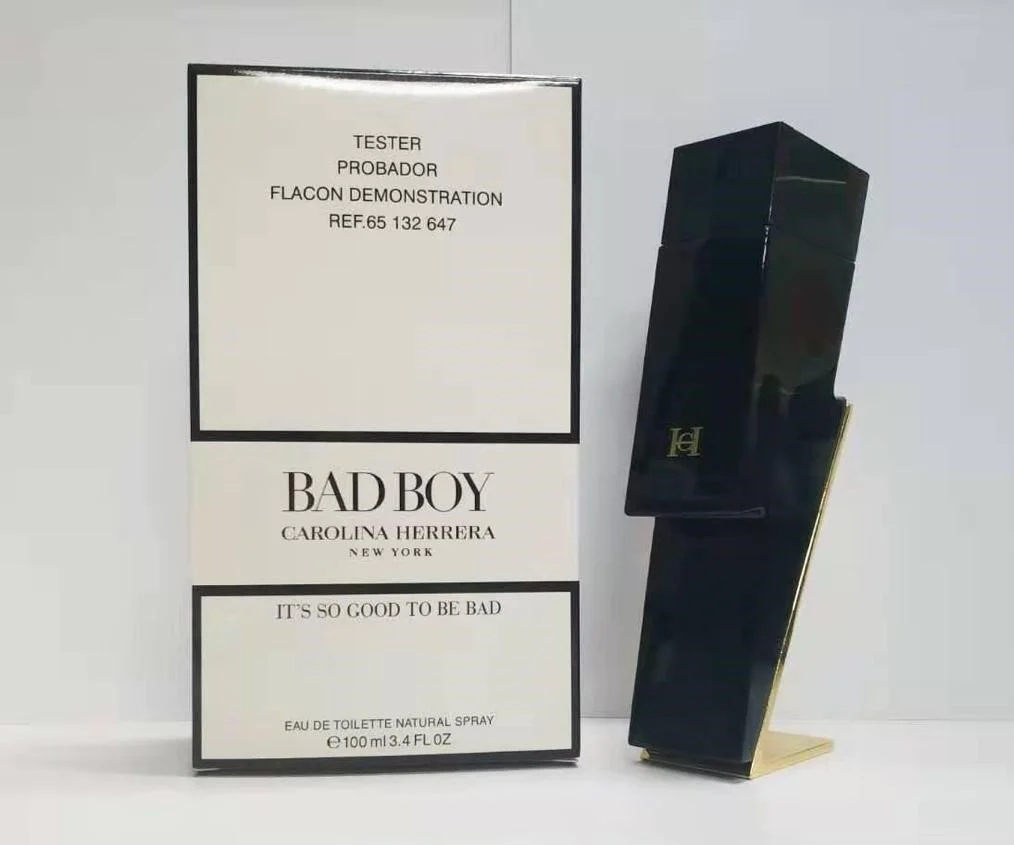 TESTER
PROBADOR
FLACON DEMONSTRATION
REF.65 132 647
BAD BOY
CAROLINA HERRERA
NEW YORK
IT'S SO GOOD TO BE BAD
EAU DE TOILETTE NATURAL SPRAY
℮100 ml 3.4 FL OZ
CH